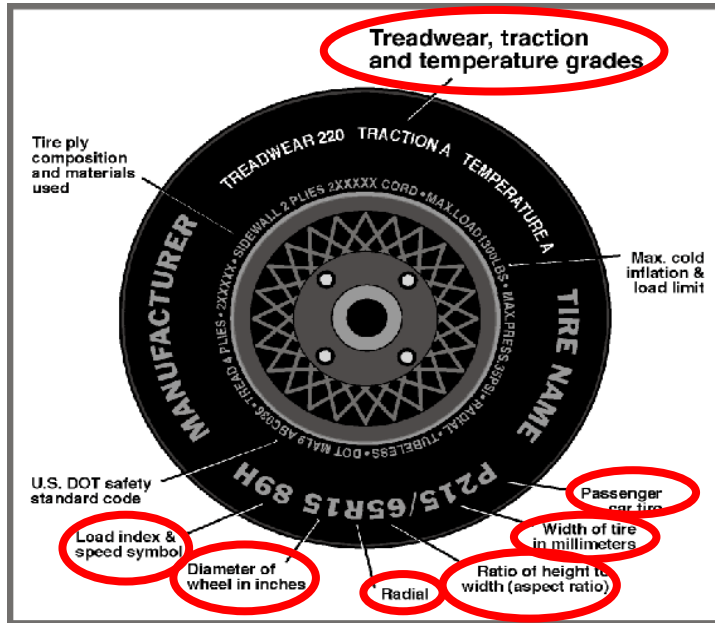 Treadwear, traction
and temperature grades
Tire ply
composition
and materials
used
TREADWEAR 220 TRACTION A TEMPERATURE A
2XXXXX • SIDEWALL 2 PLIES 2XXXXX CORD • MAX.LOAD1300LBS • MAX.PRESS.35PSI • RADIAL • TUBELESS • DOT MAL9 ABC036 • TREAD 4 PLIES •
Max. cold
inflation &
load limit
MANUFACTURER
TIRE NAME
U.S. DOT safety
standard code
P215/65R15 89H
Passenger
car tire
Width of tire
in millimeters
Load index &
speed symbol
Diameter of
wheel in inches
Radial
Ratio of height to
width (aspect ratio)